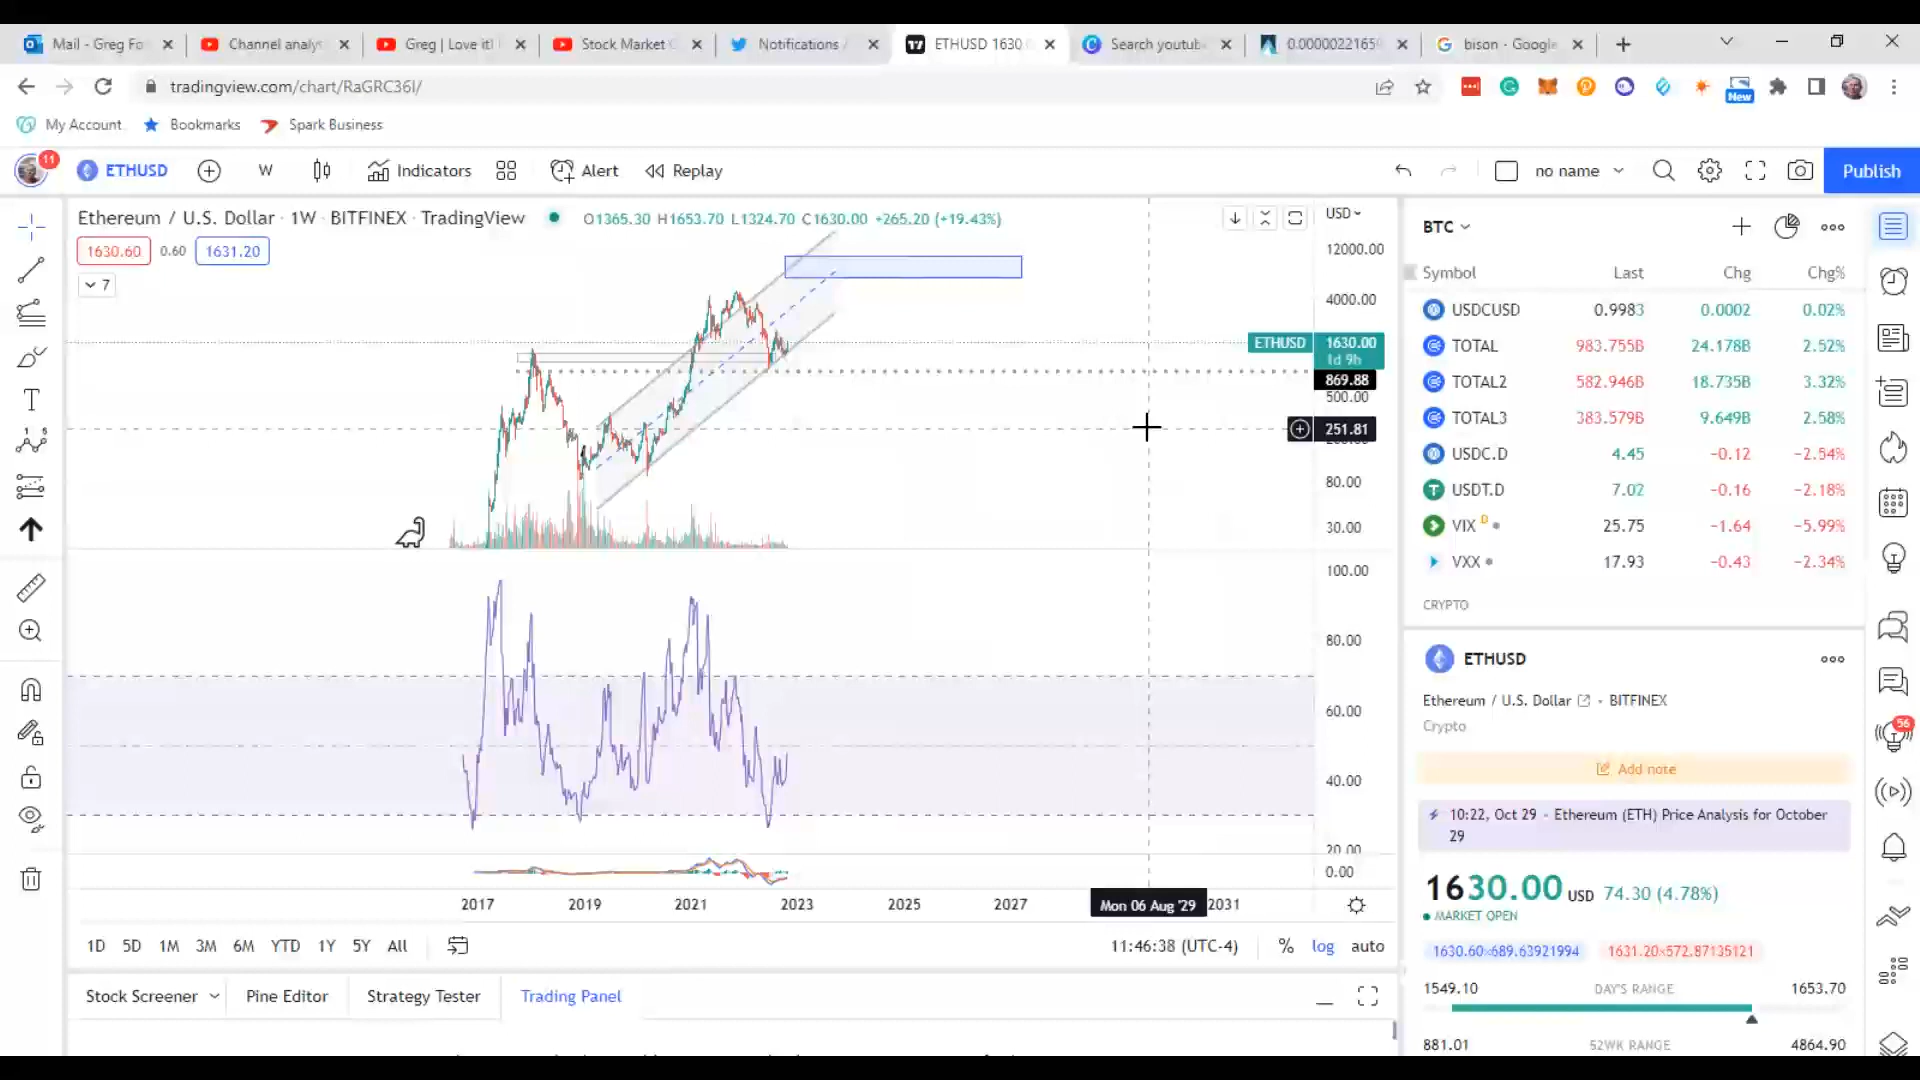 Mail - Greg Fo
Channel analys
Greg | Love it!
Stock Market
Notifications /
ETHUSD 1630
Search youtub
0.0000022165
bison - Google
tradingview.com/chart/RaGRC36I/
New
My Account
Bookmarks
Spark Business
11
ETHUSD
W
Indicators
Alert
Replay
no name
Publish
Ethereum / U.S. Dollar · 1W · BITFINEX · TradingView
O1365.30 H1653.70 L1324.70 C1630.00 +265.20 (+19.43%)
USD
1630.60
0.60
1631.20
7
12000.00
4000.00
ETHUSD
1630.00
1d 9h
869.88
500.00
251.81
80.00
30.00
100.00
80.00
60.00
40.00
20.00
0.00
2017
2019
2021
2023
2025
2027
Mon 06 Aug '29
2031
1D 5D 1M 3M 6M YTD 1Y 5Y All
11:46:38 (UTC-4)
% log auto
Stock Screener
Pine Editor
Strategy Tester
Trading Panel
BTC
Symbol Last Chg Chg%
USDCUSD 0.9983 0.0002 0.02%
TOTAL 983.755B 24.178B 2.52%
TOTAL2 582.946B 18.735B 3.32%
TOTAL3 383.579B 9.649B 2.58%
USDC.D 4.45 -0.12 -2.54%
USDT.D 7.02 -0.16 -2.18%
VIX D 25.75 -1.64 -5.99%
VXX 17.93 -0.43 -2.34%
CRYPTO
ETHUSD
Ethereum / U.S. Dollar · BITFINEX
Crypto
Add note
10:22, Oct 29 · Ethereum (ETH) Price Analysis for October
29
1630.00 USD 74.30 (4.78%)
MARKET OPEN
1630.60×689.63921994
1631.20×572.87135121
1549.10 DAY'S RANGE 1653.70
881.01 52WK RANGE 4864.90
56